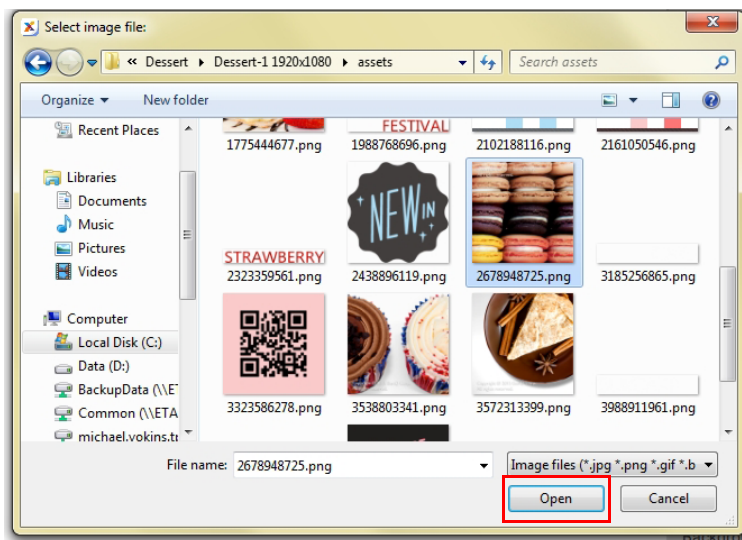 Select image file:
« Dessert ▸ Dessert-1 1920x1080 ▸ assets
Search assets
Organize
New folder
Recent Places
Libraries
Documents
Music
Pictures
Videos
Computer
Local Disk (C:)
Data (D:)
BackupData (\\E
Common (\\ETA
michael.vokins.t
FESTIVAL
1775444677.png
1988768696.png
2102188116.png
2161050546.png
STRAWBERRY
NEW IN
2323359561.png
2438896119.png
2678948725.png
3185256865.png
3323586278.png
3538803341.png
3572313399.png
3988911961.png
File name:
2678948725.png
Image files (*.jpg *.png *.gif *.b
Open
Cancel